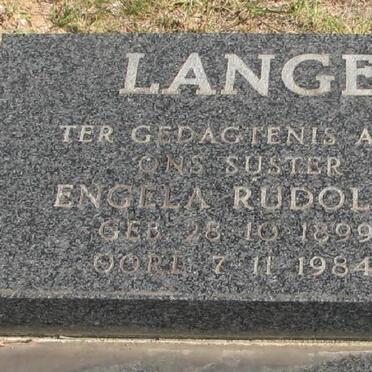 LANGE
TER GEDAGTENIS A
ONS SUSTER
ENGELA RUDOL
GEB 28 10 1899
OORL 7 11 1984